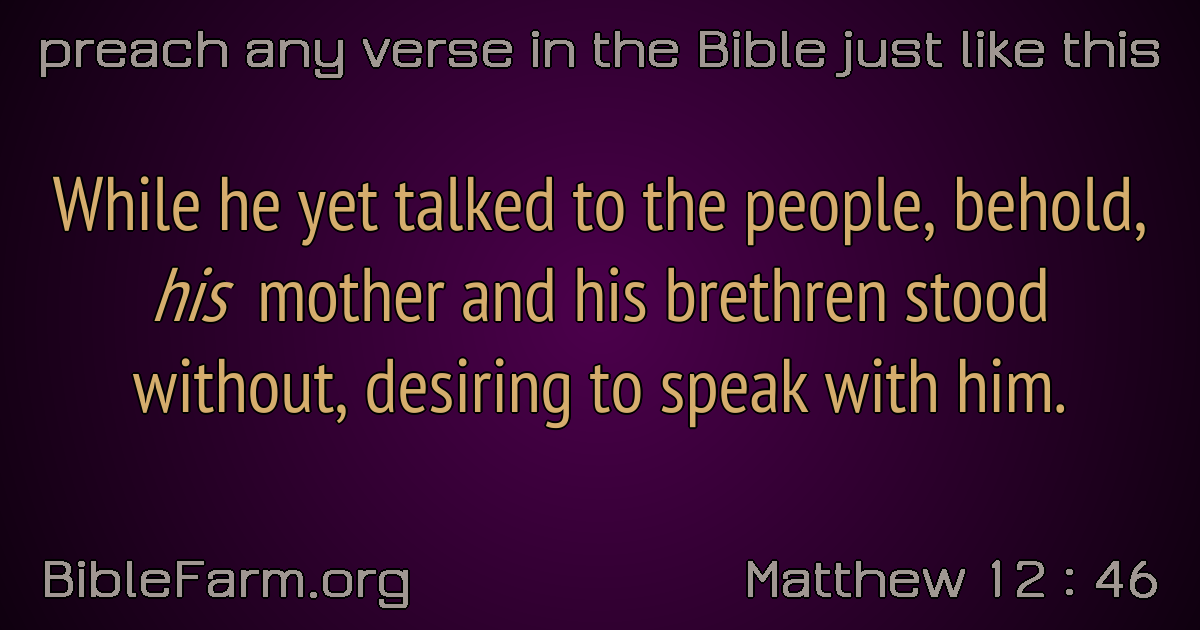 preach any verse in the Bible just like this
While he yet talked to the people, behold,
his mother and his brethren stood
without, desiring to speak with him.
BibleFarm.org
Matthew 12 : 46